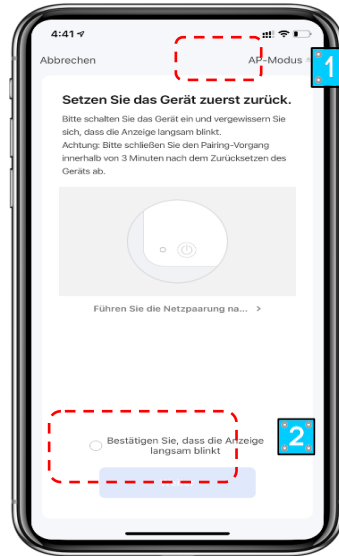 4:41
Abbrechen
AP-Modus
1
Setzen Sie das Gerät zuerst zurück.
Bitte schalten Sie das Gerät ein und vergewissern Sie
sich, dass die Anzeige langsam blinkt.
Achtung: Bitte schließen Sie den Pairing-Vorgang
innerhalb von 3 Minuten nach dem Zurücksetzen des
Geräts ab.
Führen Sie die Netzpaarung na... >
Bestätigen Sie, dass die Anzeige
langsam blinkt
2